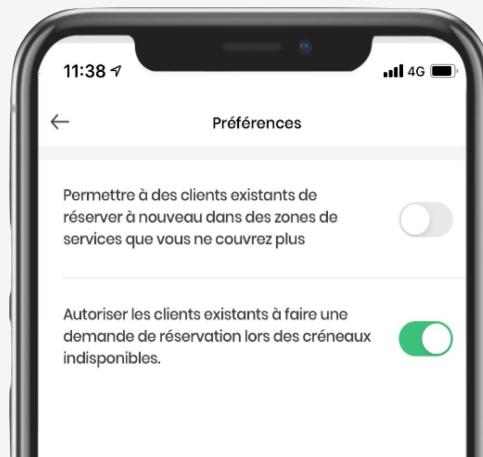 11:38 4G
Préférences
Permettre à des clients existants de
réserver à nouveau dans des zones de
services que vous ne couvrez plus
Autoriser les clients existants à faire une
demande de réservation lors des créneaux
indisponibles.